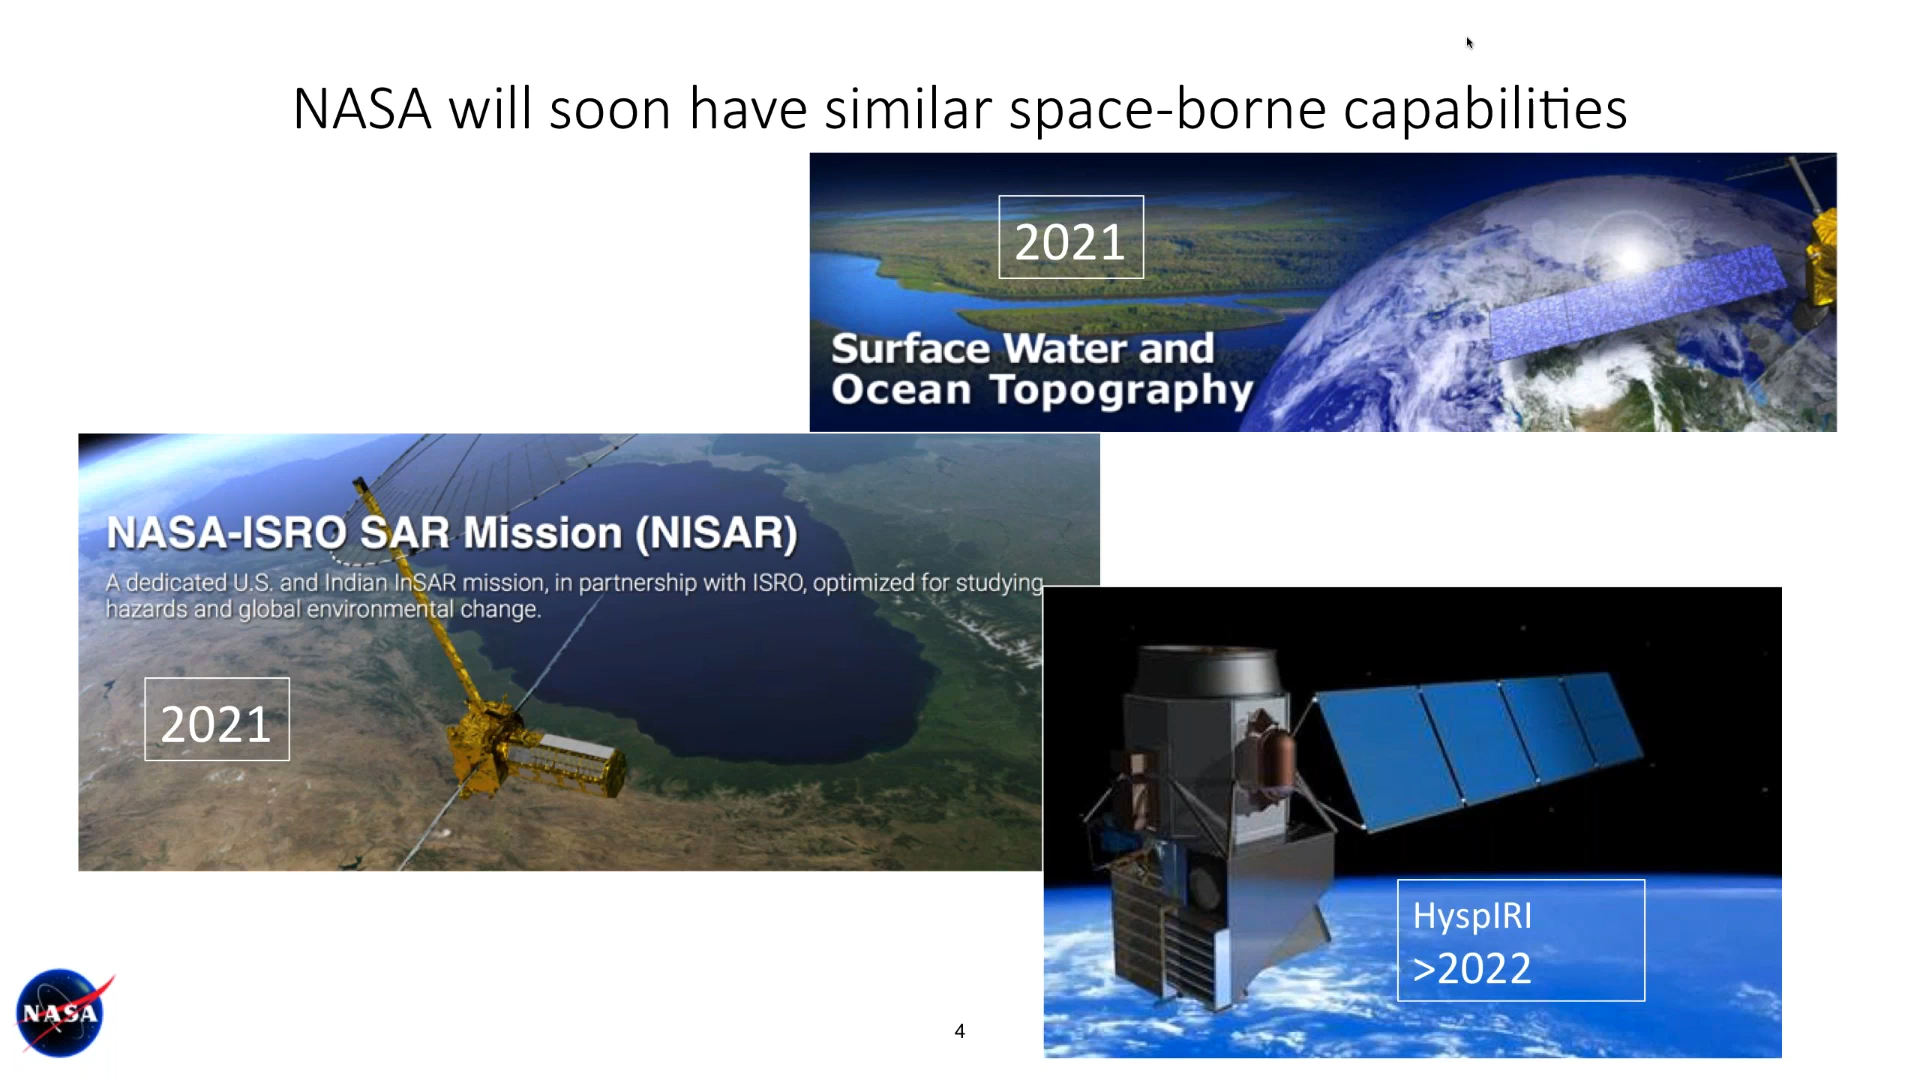 NASA will soon have similar space-borne capabilities
2021
Surface Water and
Ocean Topography
NASA-ISRO SAR Mission (NISAR)
A dedicated U.S. and Indian InSAR mission, in partnership with ISRO, optimized for studying
hazards and global environmental change.
2021
HyspIRI
>2022
NASA
4